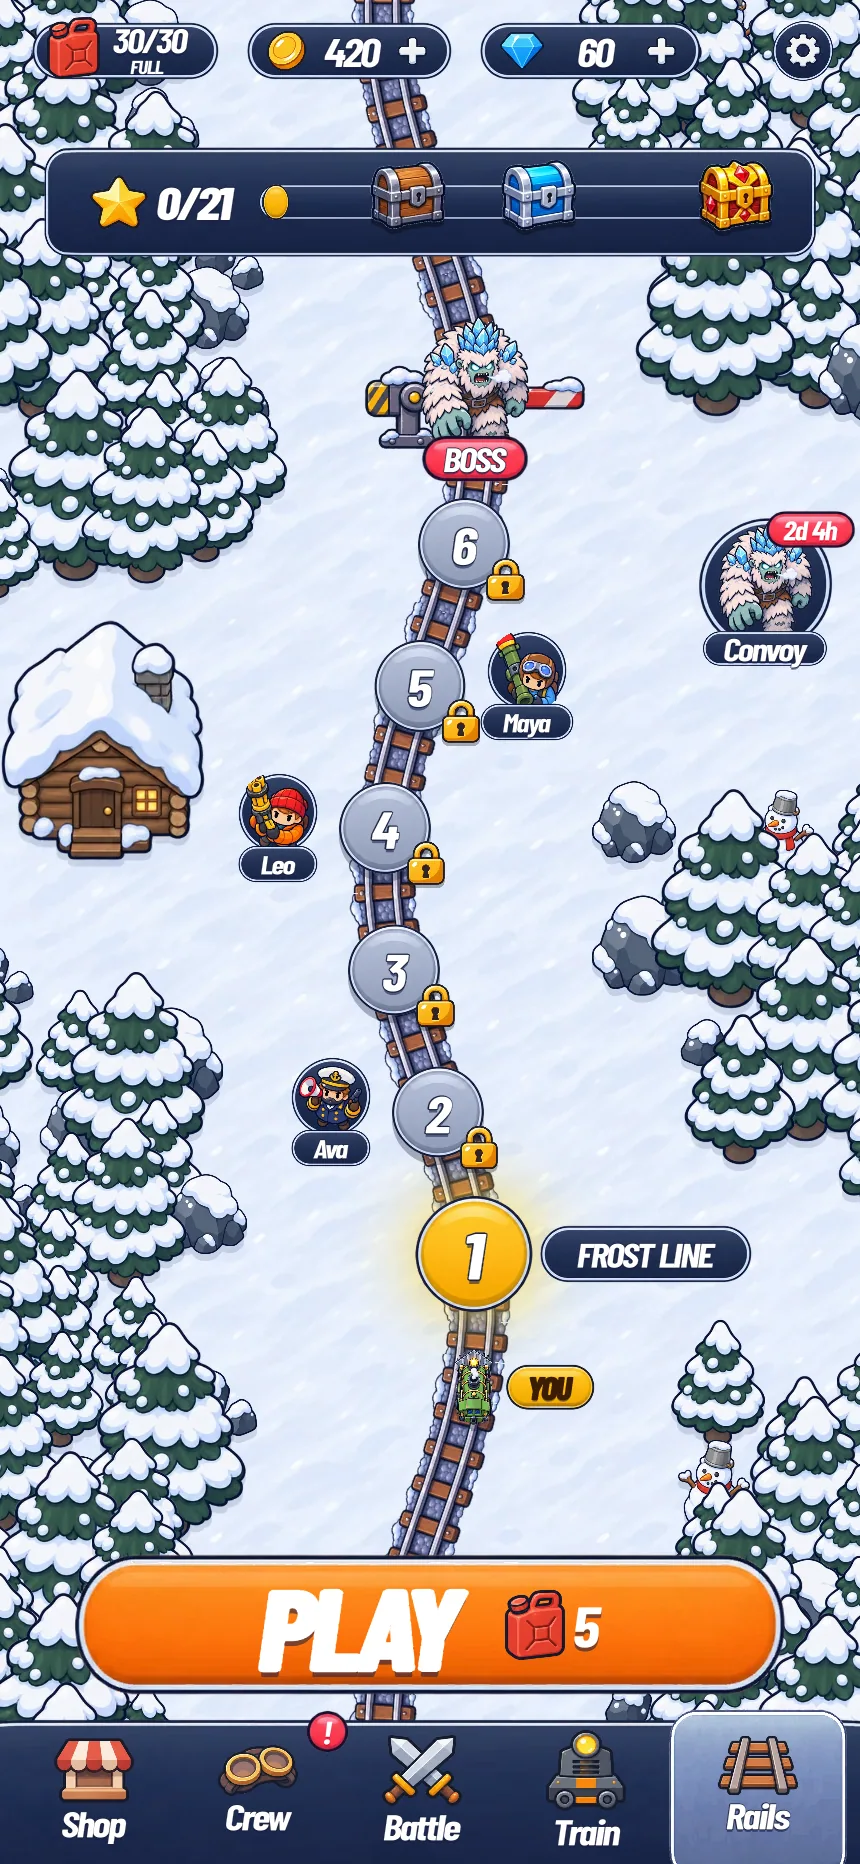 30/30
FULL
420
60
0/21
BOSS
6
2d 4h
Convoy
5
Maya
4
Leo
3
2
Ava
1
FROST LINE
YOU
PLAY
5
!
Shop
Crew
Battle
Train
Rails